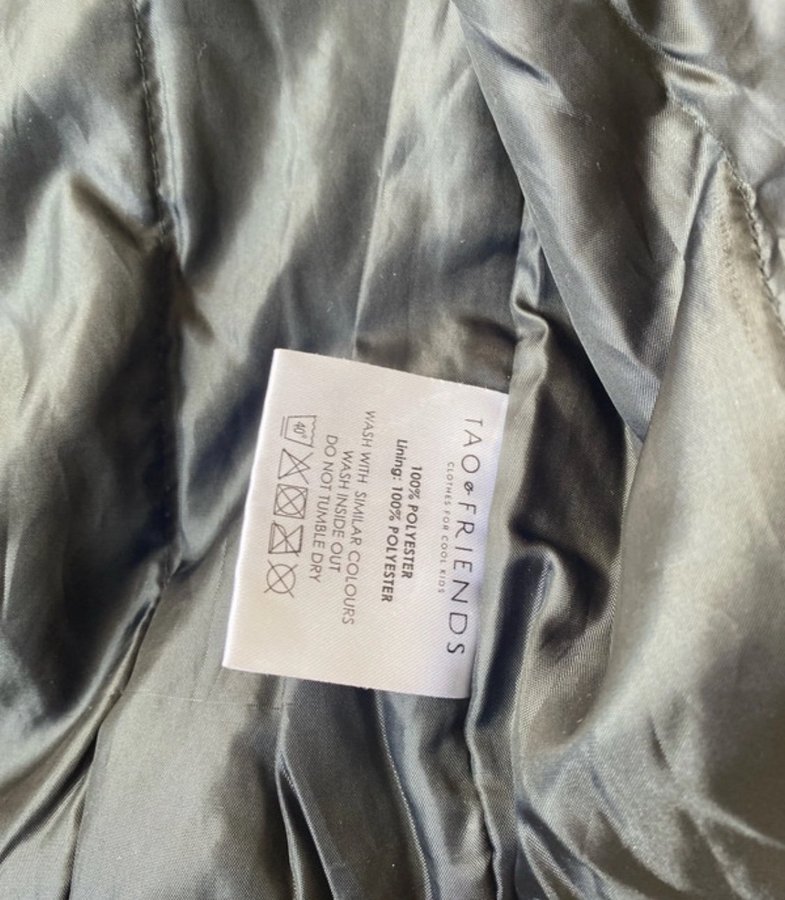 TAO & FRIENDS
CLOTHES FOR COOL KIDS
100% POLYESTER
Lining: 100% POLYESTER
WASH WITH SIMILAR COLOURS
WASH INSIDE OUT
DO NOT TUMBLE DRY
40°